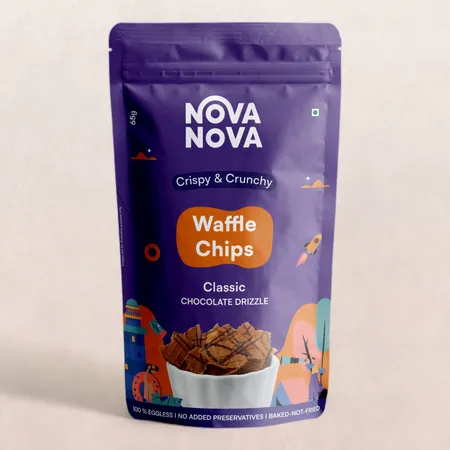 NOVA
NOVA
65g
Crispy & Crunchy
Waffle
Chips
Classic
CHOCOLATE DRIZZLE
100 % EGGLESS | NO ADDED PRESERVATIVES | BAKED-NOT-FRIED